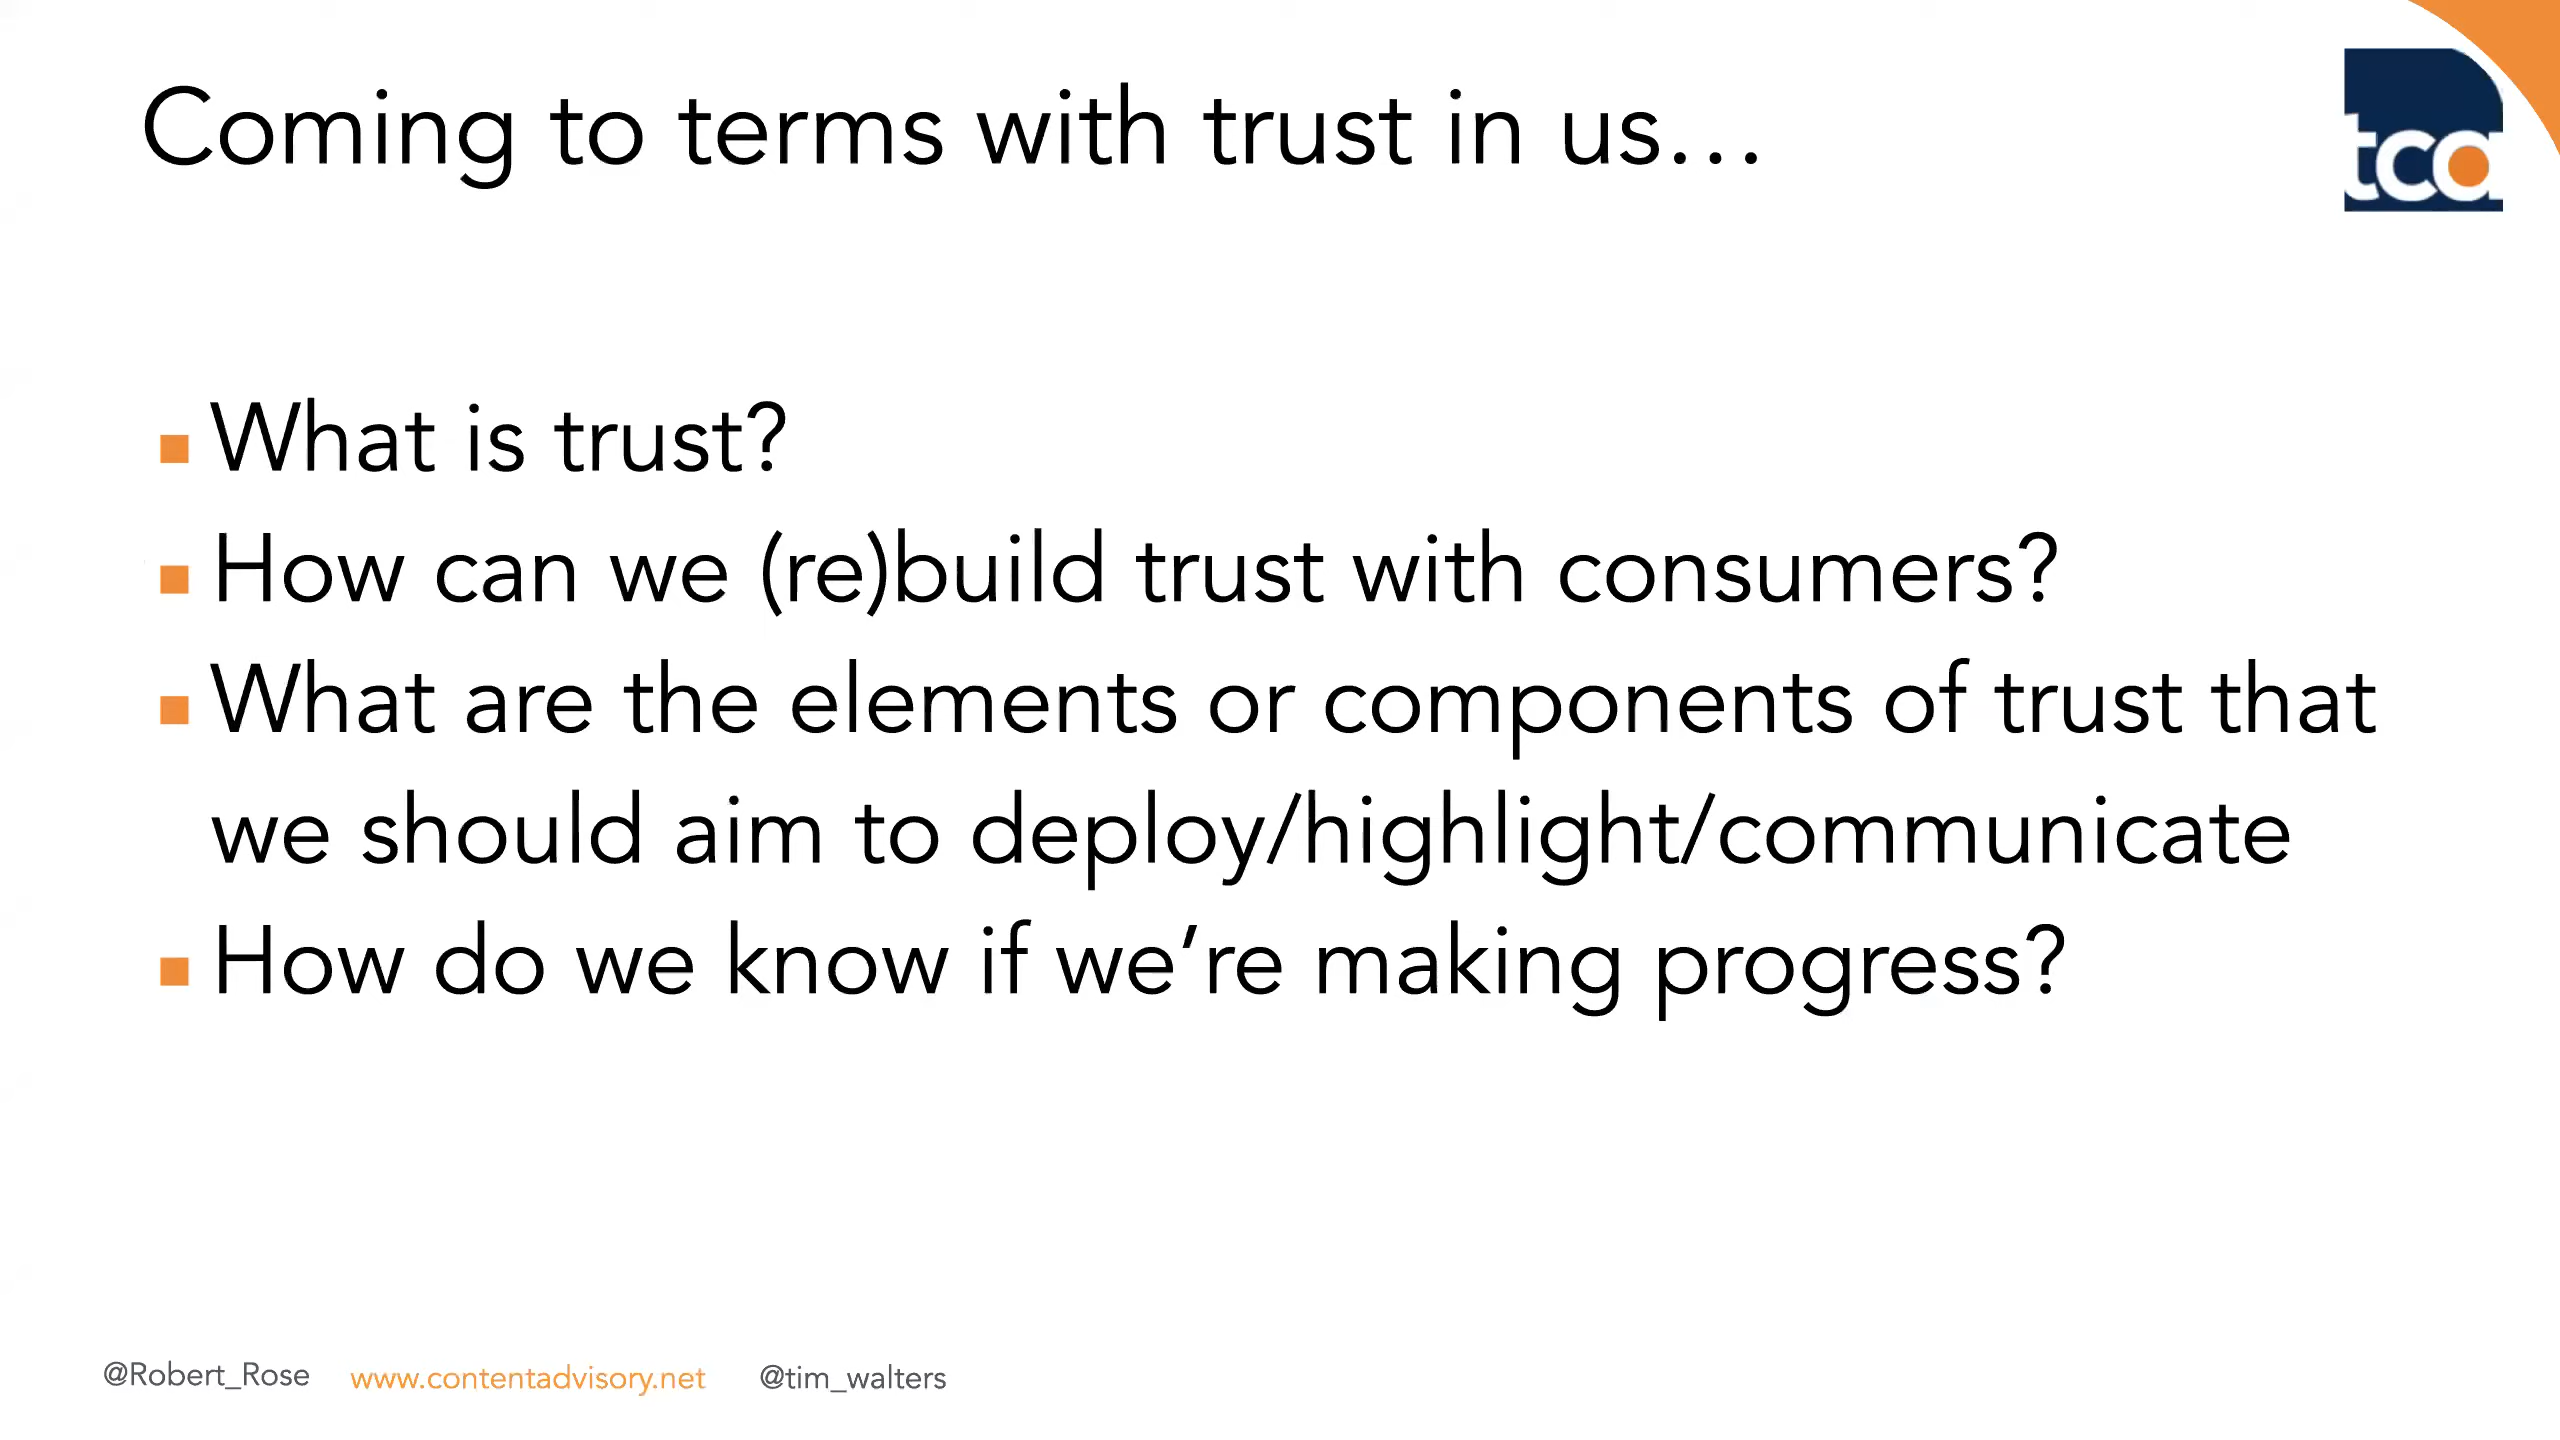 Coming to terms with trust in us...
tca
What is trust?
How can we (re)build trust with consumers?
What are the elements or components of trust that
we should aim to deploy/highlight/communicate
How do we know if we’re making progress?
@Robert_Rose www.contentadvisory.net @tim_walters